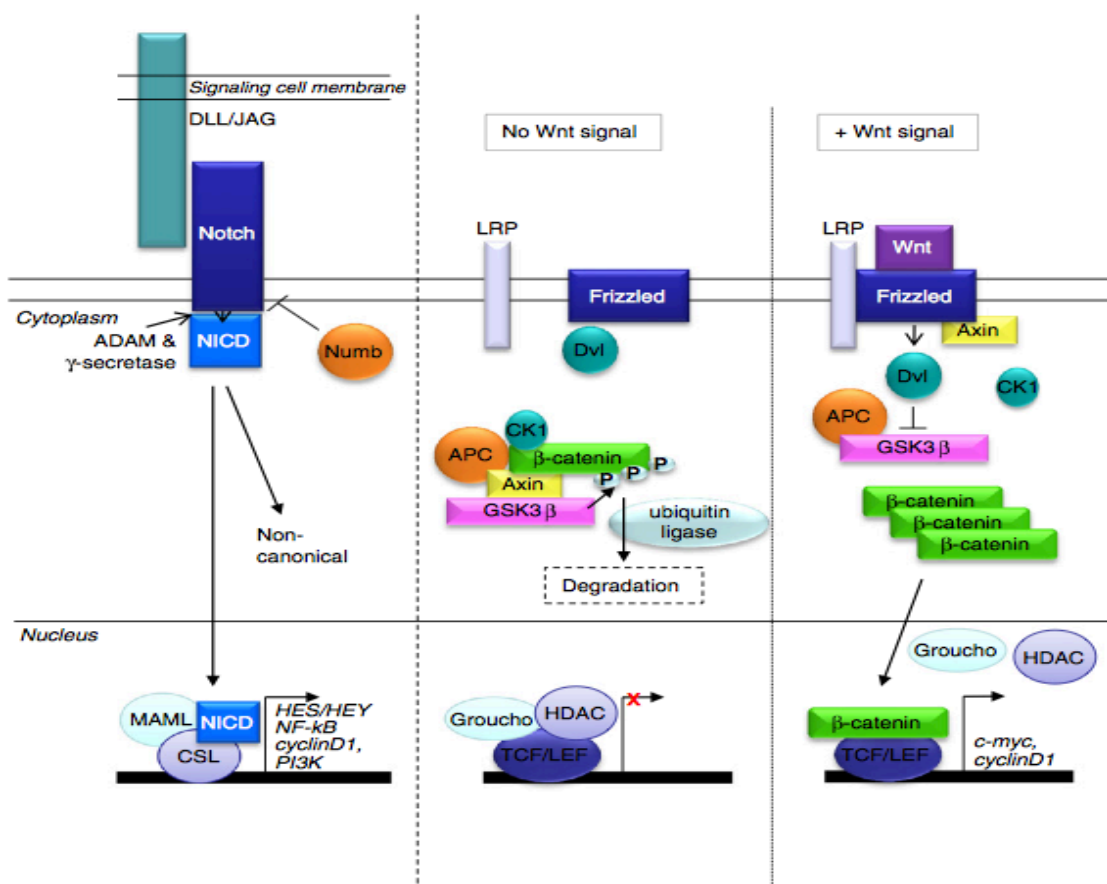 Signaling cell membrane
DLL/JAG
Notch
Cytoplasm
ADAM &
γ-secretase
NICD
Numb
Non-
canonical
Nucleus
MAML
NICD
CSL
HES/HEY
NF-kB
cyclinD1,
PI3K
No Wnt signal
LRP
Frizzled
Dvl
CK1
APC
β-catenin
Axin
P
P
P
GSK3 β
ubiquitin
ligase
Degradation
Groucho
HDAC
TCF/LEF
x
+ Wnt signal
LRP
Wnt
Frizzled
Axin
Dvl
CK1
APC
GSK3 β
β-catenin
β-catenin
β-catenin
Groucho
HDAC
β-catenin
TCF/LEF
c-myc,
cyclinD1